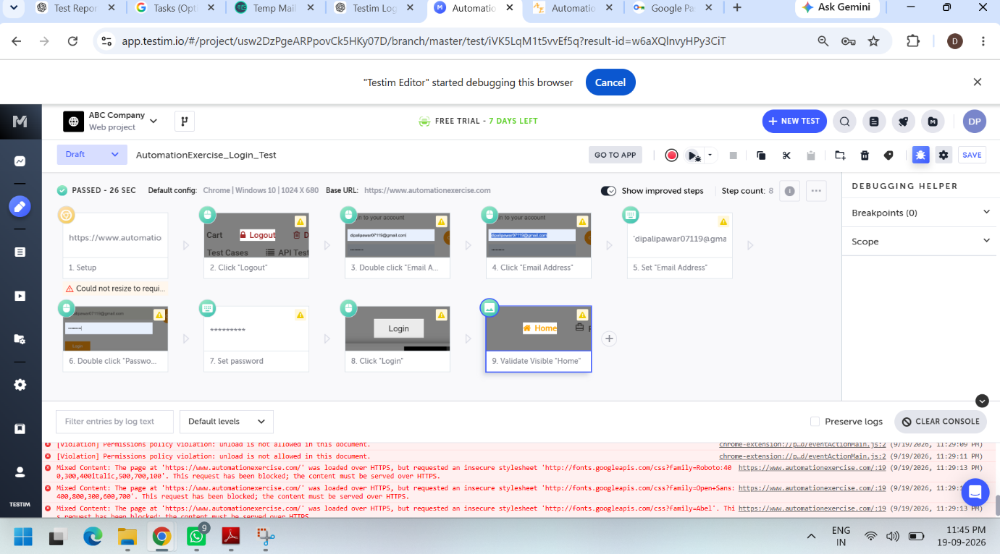 Test Repor
Tasks (Opti
Temp Mail
Testim Log
Automatio
Automatio
Google Pa
Ask Gemini
app.testim.io/#/project/usw2DzPgeARPpovCk5HKy07D/branch/master/test/iVK5LqM1t5vvEf5q?result-id=w6aXQlnvyHPy3CiT
D
"Testim Editor" started debugging this browser
Cancel
ABC Company
Web project
FREE TRIAL - 7 DAYS LEFT
+ NEW TEST
DP
Draft
AutomationExercise_Login_Test
GO TO APP
SAVE
PASSED - 26 SEC
Default config: Chrome | Windows 10 | 1024 X 680
Base URL: https://www.automationexercise.com
Show improved steps
Step count: 8
DEBUGGING HELPER
Breakpoints (0)
Scope
https://www.automatio
1. Setup
Could not resize to requi...
Cart
Logout
D
Test Cases
API Test
2. Click "Logout"
in to your account
dipalipawar07119@gmail.com
3. Double click "Email A...
in to your account
dipalipawar07119@gmail.com
4. Click "Email Address"
'dipalipawar07119@gma
5. Set "Email Address"
dipalipawar07119@gmail.com
Login
6. Double click "Passwo...
*********
7. Set password
Login
8. Click "Login"
Home
9. Validate Visible "Home"
Filter entries by log text
Default levels
Preserve logs
CLEAR CONSOLE
[Violation] Permissions policy violation: unload is not allowed in this document.
chrome-extension://p…d/eventActionMain.js:2 (9/19/2026, 11:29:09 PM)
[Violation] Permissions policy violation: unload is not allowed in this document.
chrome-extension://p…d/eventActionMain.js:2 (9/19/2026, 11:29:11 PM)
Mixed Content: The page at 'https://www.automationexercise.com/' was loaded over HTTPS, but requested an insecure stylesheet 'http://fonts.googleapis.com/css?family=Roboto:40
https://www.automationexercise.com/:19 (9/19/2026, 11:29:13 PM)
0,300,400italic,500,700,100'. This request has been blocked; the content must be served over HTTPS.
Mixed Content: The page at 'https://www.automationexercise.com/' was loaded over HTTPS, but requested an insecure stylesheet 'http://fonts.googleapis.com/css?family=Open+Sans:
https://www.automationexercise.com/:19 (9/19/2026, 11:29:1
400,800,300,600,700'. This request has been blocked; the content must be served over HTTPS.
Mixed Content: The page at 'https://www.automationexercise.com/' was loaded over HTTPS, but requested an insecure stylesheet 'http://fonts.googleapis.com/css?family=Abel'. Thi
https://www.automationexercise.com/:19 (9/19/2026, 11:29:13 PM)
s request has been blocked; the content must be served over HTTPS.
TESTIM
9
ENG
IN
11:45 PM
19-09-2026